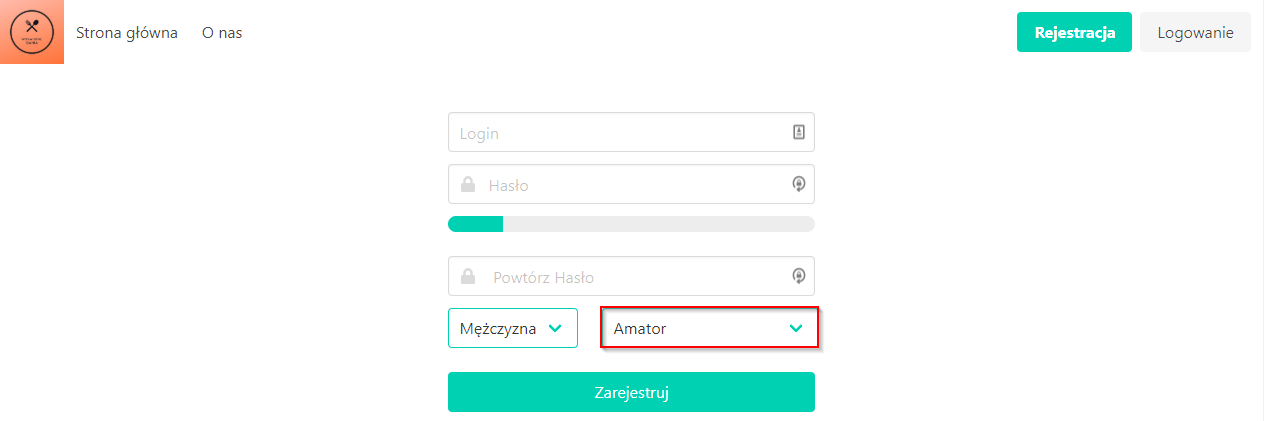 Strona główna
O nas
Rejestracja
Logowanie
Login
Hasło
Powtórz Hasło
Mężczyzna
Amator
Zarejestruj